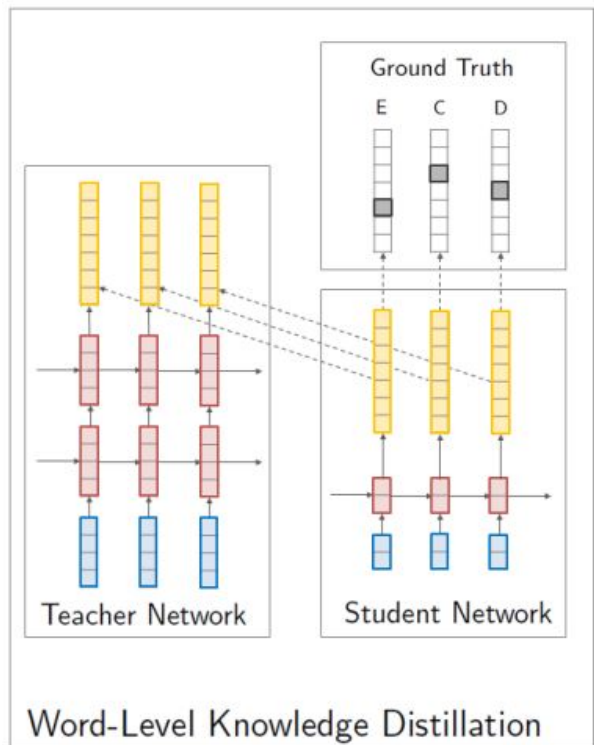 Ground Truth
E C D
Teacher Network
Student Network
Word-Level Knowledge Distillation